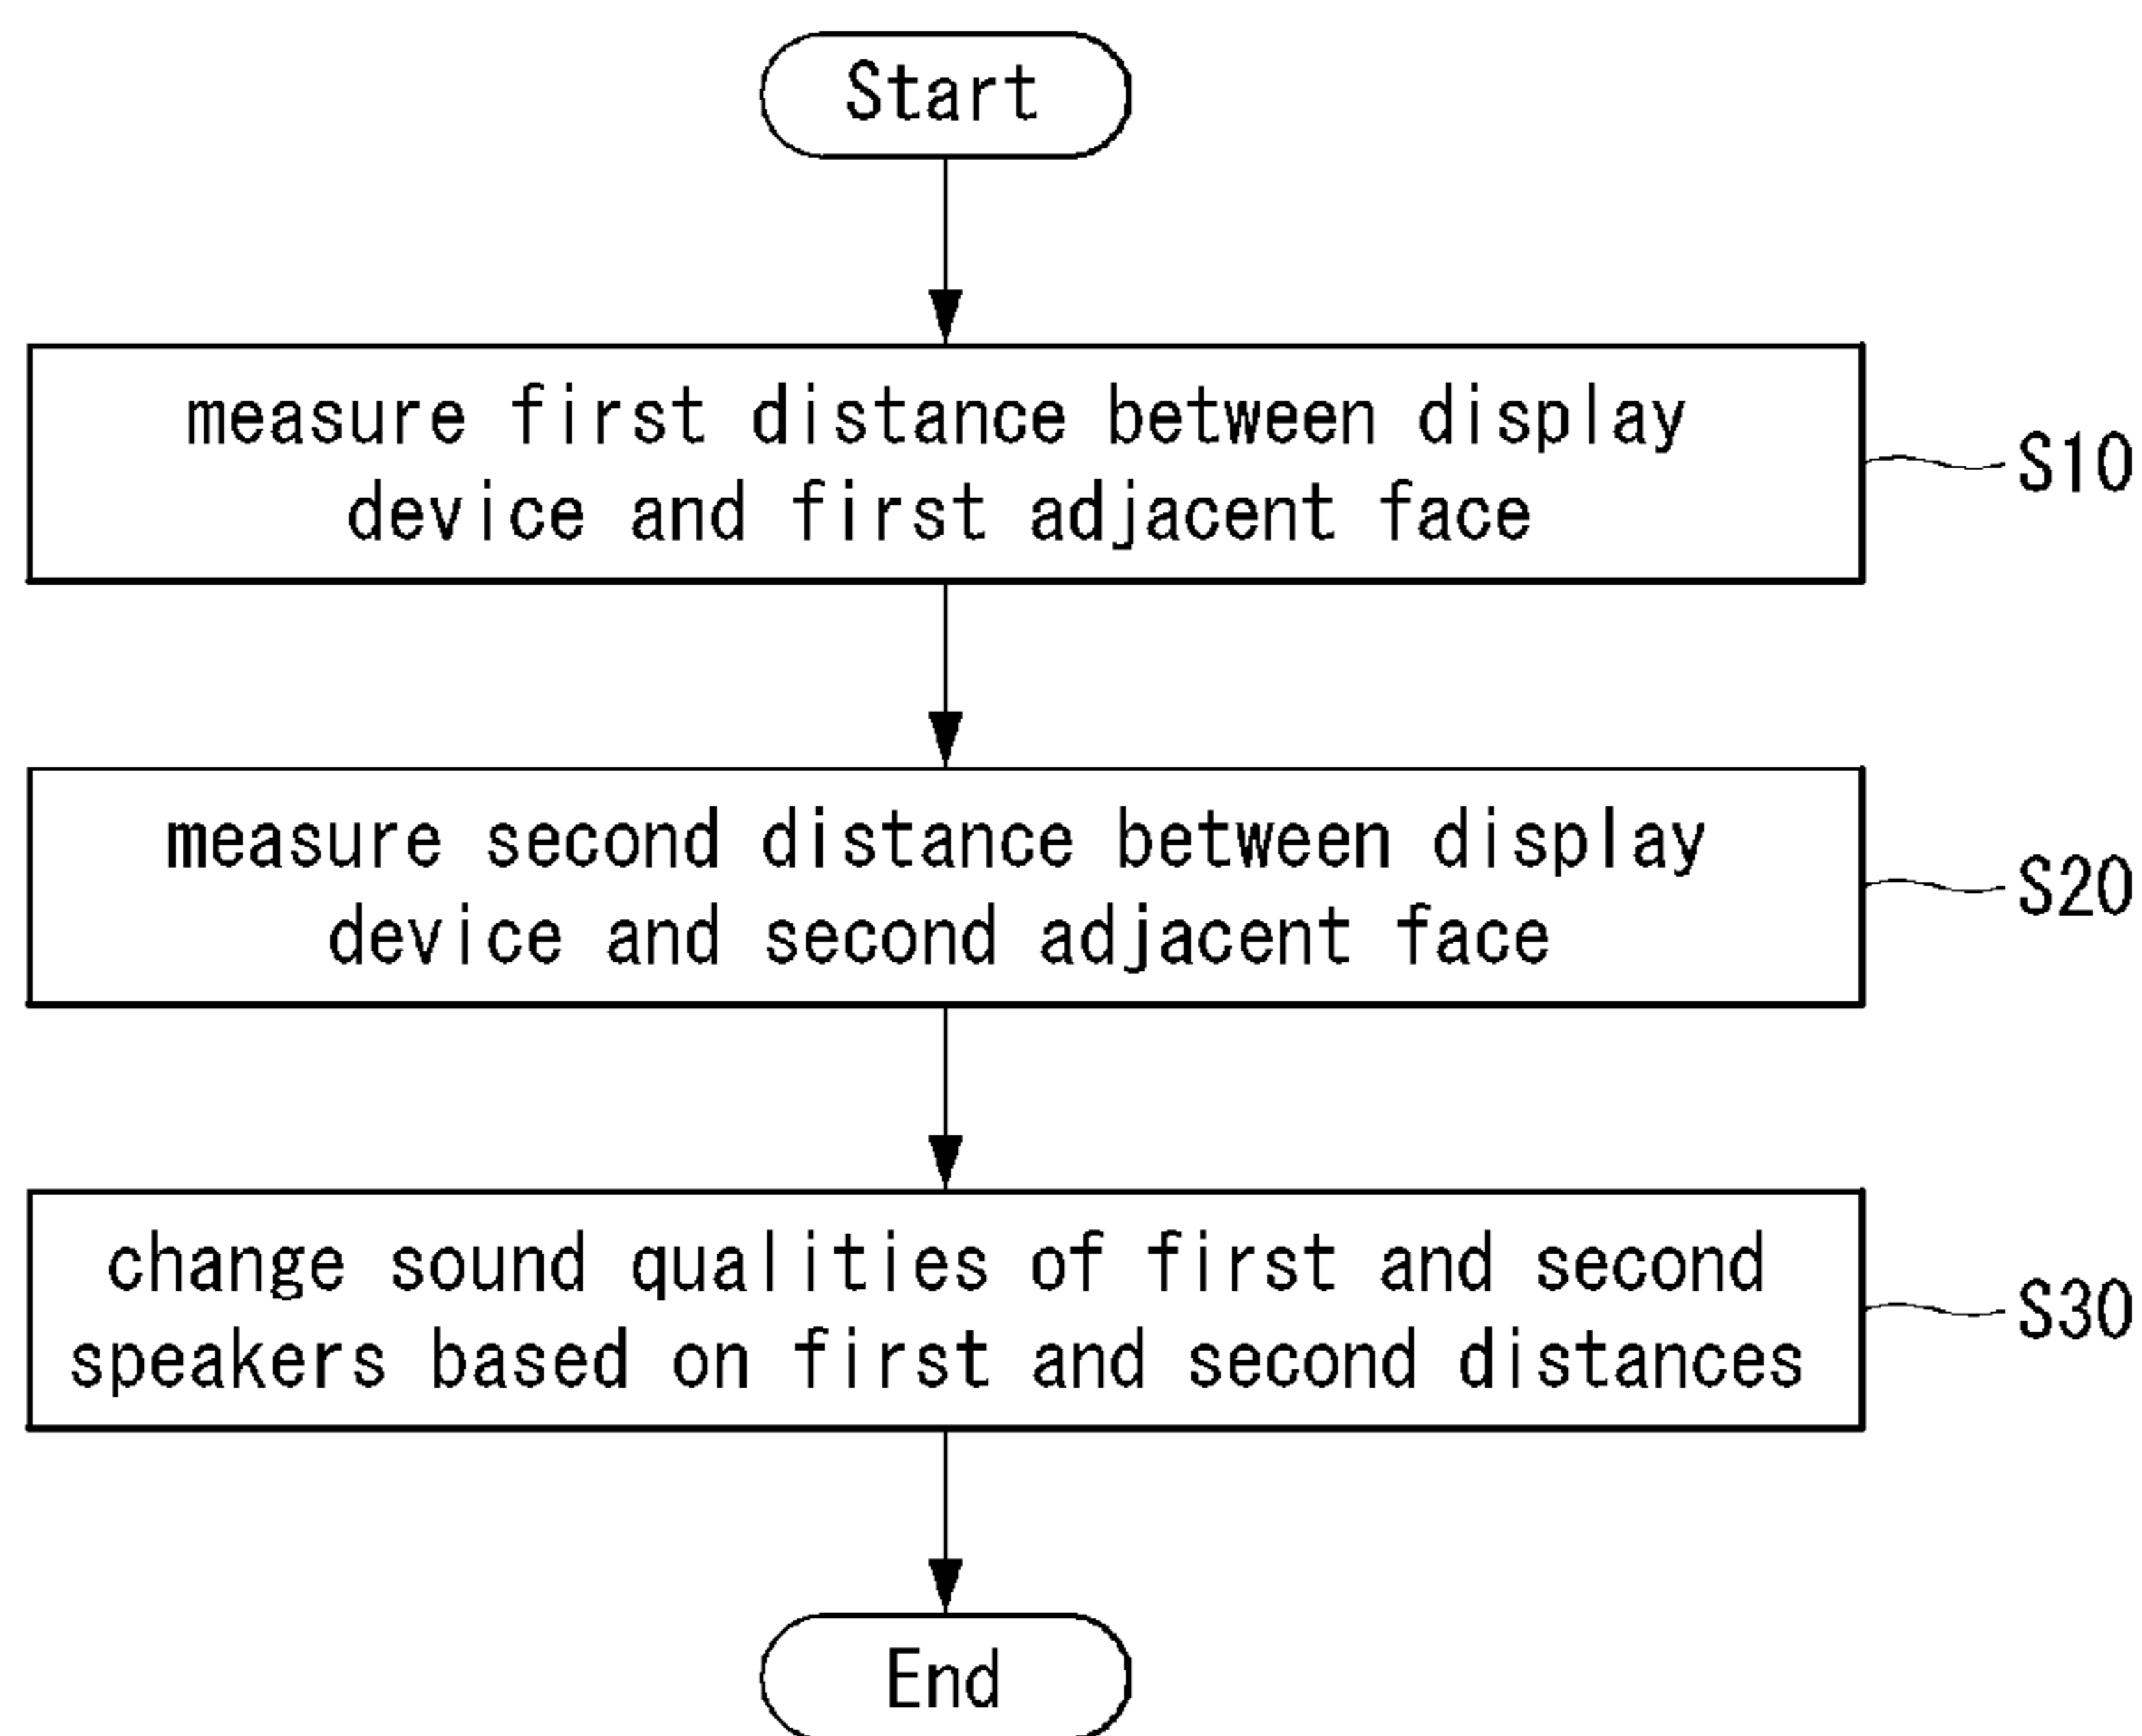 Start
measure first distance between display
device and first adjacent face
S10
measure second distance between display
device and second adjacent face
S20
change sound qualities of first and second
speakers based on first and second distances
S30
End